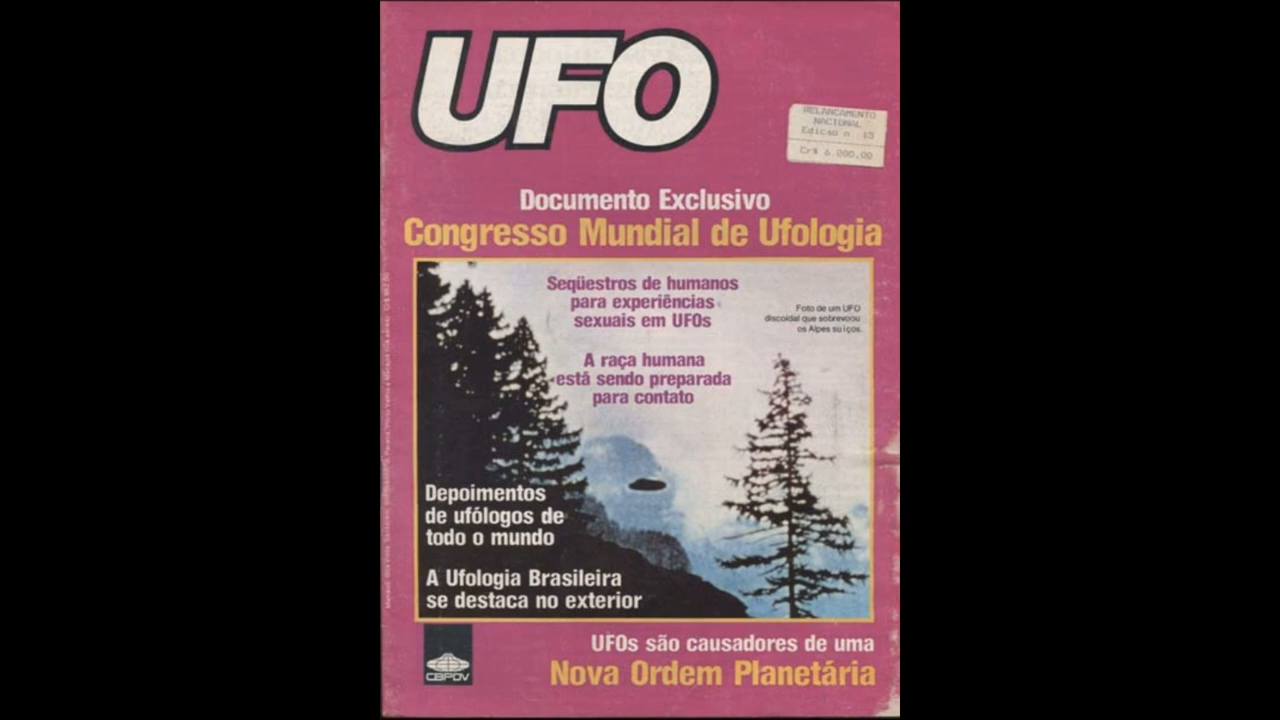 UFO
RELANCAMENTO
NACIONAL
Edicao n. 15
Cr$ 6.000,00
Documento Exclusivo
Congresso Mundial de Ufologia
Seqüestros de humanos
para experiências
sexuais em UFOs
Foto de um UFO
discoidal que sobrevoou
os Alpes suíços.
A raça humana
está sendo preparada
para contato
Depoimentos
de ufólogos de
todo o mundo
A Ufologia Brasileira
se destaca no exterior
UFOs são causadores de uma
Nova Ordem Planetária
CBPDV